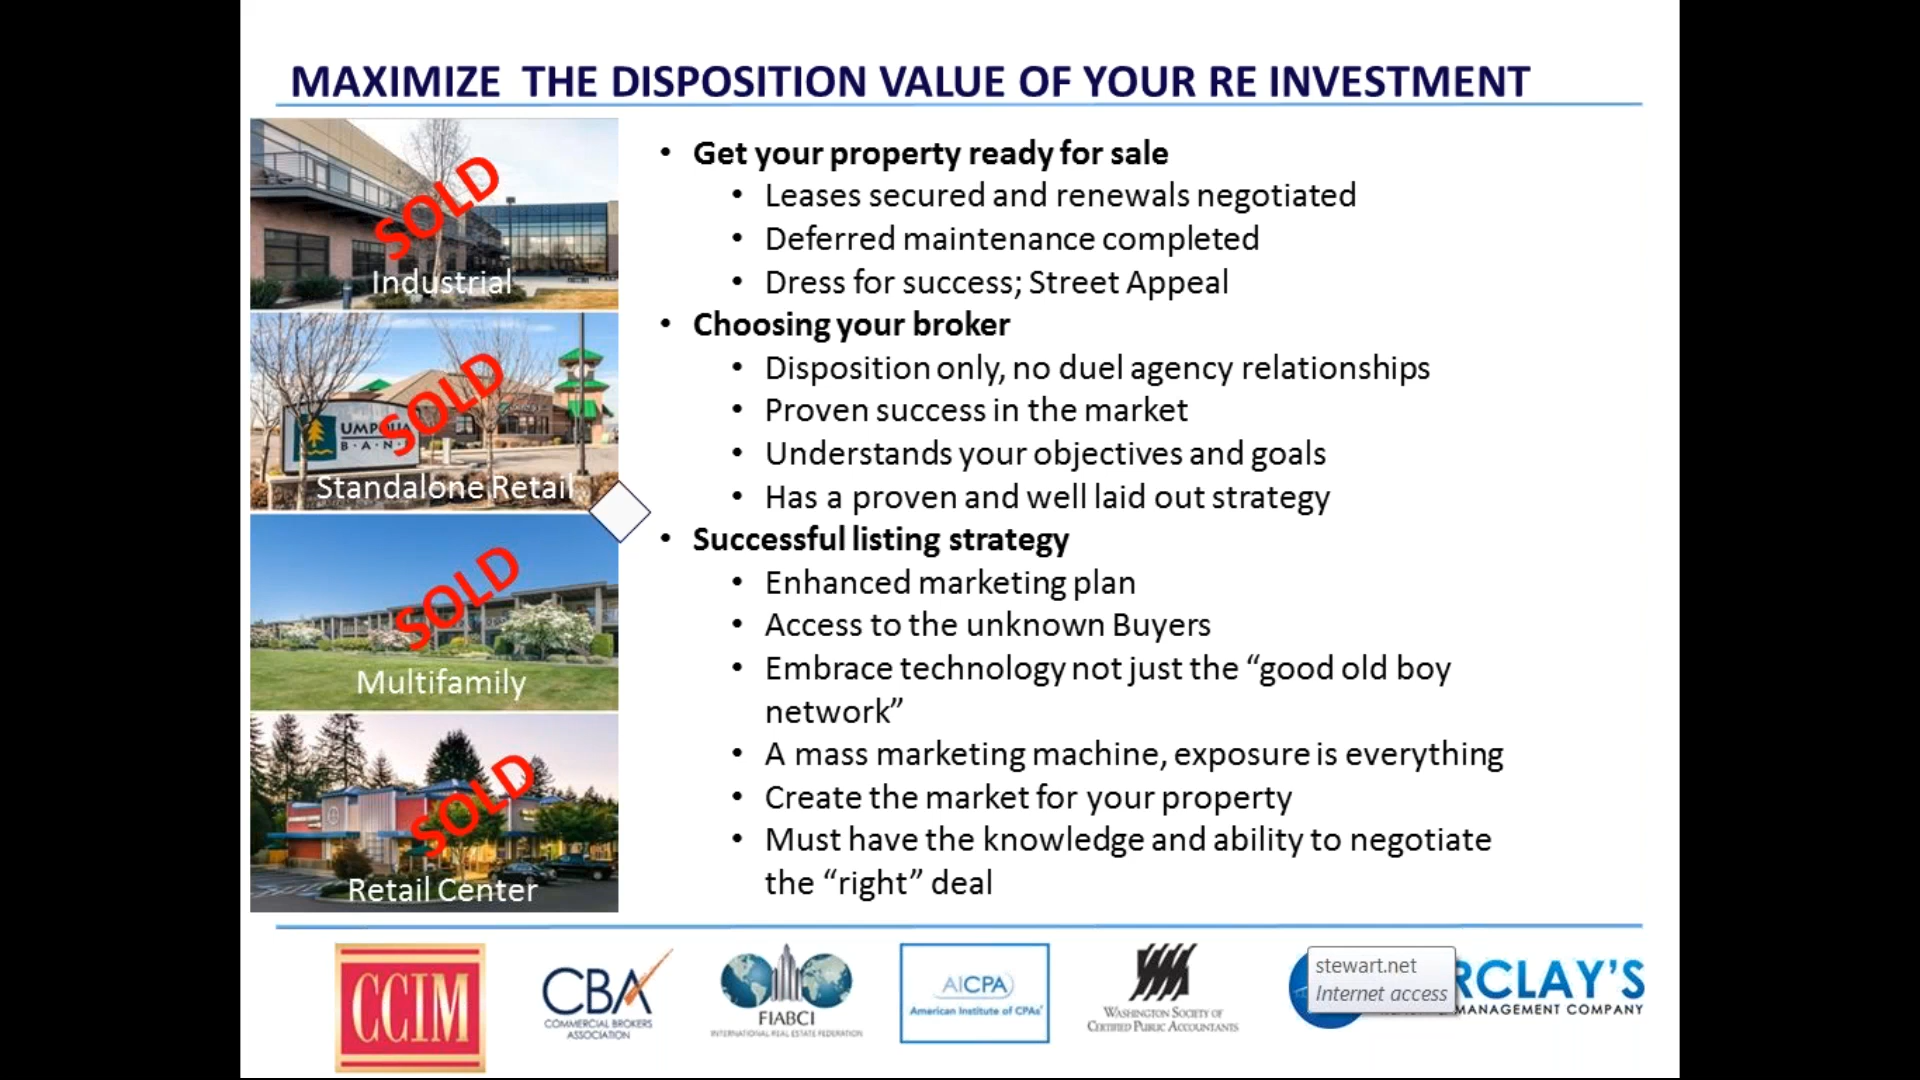 MAXIMIZE THE DISPOSITION VALUE OF YOUR RE INVESTMENT
SOLD
Industrial
UMPQUA
B·A·N·K
SOLD
Standalone Retail
SOLD
Multifamily
SOLD
Retail Center
• Get your property ready for sale
• Leases secured and renewals negotiated
• Deferred maintenance completed
• Dress for success; Street Appeal
• Choosing your broker
• Disposition only, no duel agency relationships
• Proven success in the market
• Understands your objectives and goals
• Has a proven and well laid out strategy
• Successful listing strategy
• Enhanced marketing plan
• Access to the unknown Buyers
• Embrace technology not just the “good old boy
network”
• A mass marketing machine, exposure is everything
• Create the market for your property
• Must have the knowledge and ability to negotiate
the “right” deal
CCIM
CBA
COMMERCIAL BROKERS
ASSOCIATION
FIABCI
INTERNATIONAL REAL ESTATE FEDERATION
AICPA
American Institute of CPAs
WASHINGTON SOCIETY OF
CERTIFIED PUBLIC ACCOUNTANTS
stewart.net
Internet access
RCLAY’S
MANAGEMENT COMPANY